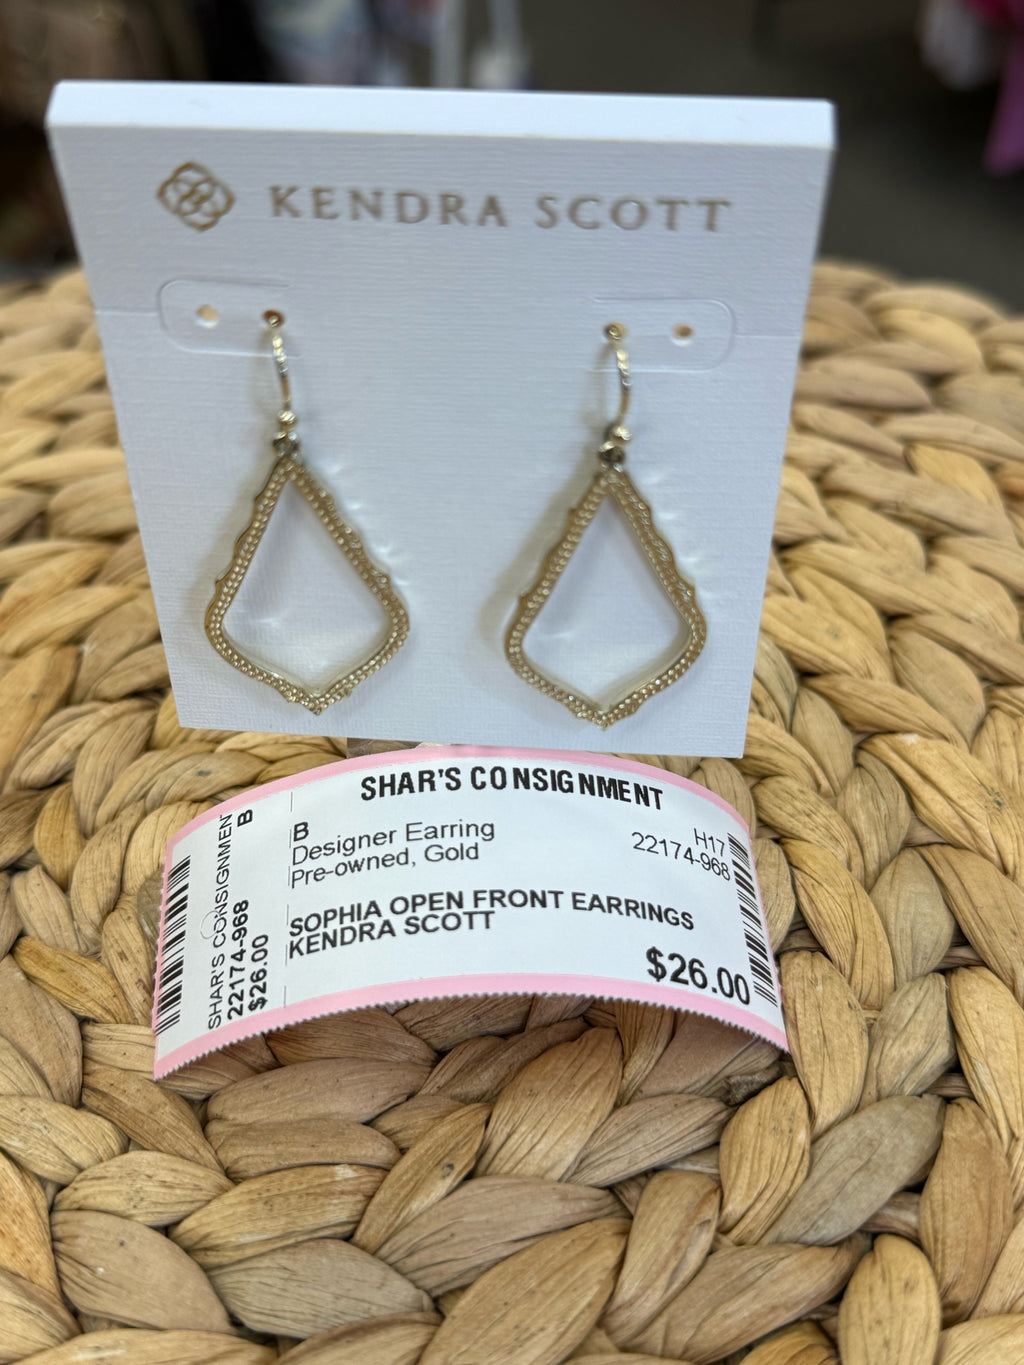 KENDRA SCOTT
SHAR'S CONSIGNMENT
B
Designer Earring
Pre-owned, Gold
H17
22174-968
SOPHIA OPEN FRONT EARRINGS
KENDRA SCOTT
$26.00
SHAR'S CONSIGNMENT
B
22174-968
$26.00